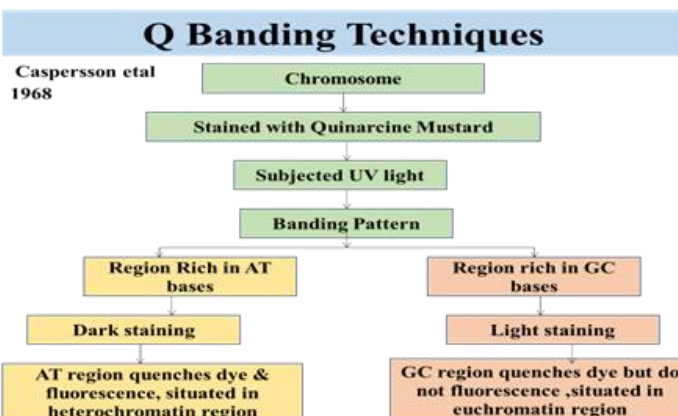 Q Banding Techniques
Caspersson etal
1968
Chromosome
Stained with Quinarcine Mustard
Subjected UV light
Banding Pattern
Region Rich in AT
bases
Region rich in GC
bases
Dark staining
Light staining
AT region quenches dye &
fluorescence, situated in
heterochromatin region
GC region quenches dye but do
not fluorescence ,situated in
euchromatin region